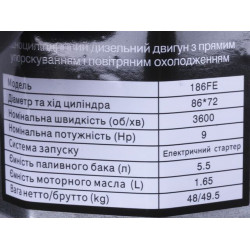 дизельний двигун з прямим
упорскуванням і повітряним охолодженням
Модель 186FE
Діаметр та хід циліндра 86*72
Номінальна швидкість (об/хв) 3600
Номінальна потужність (Hp) 9
Система запуску Електричний стартер
Ємність паливного бака (л) 5.5
Ємність моторного масла (L) 1.65
Вага нетто/брутто (kg) 48/49.5